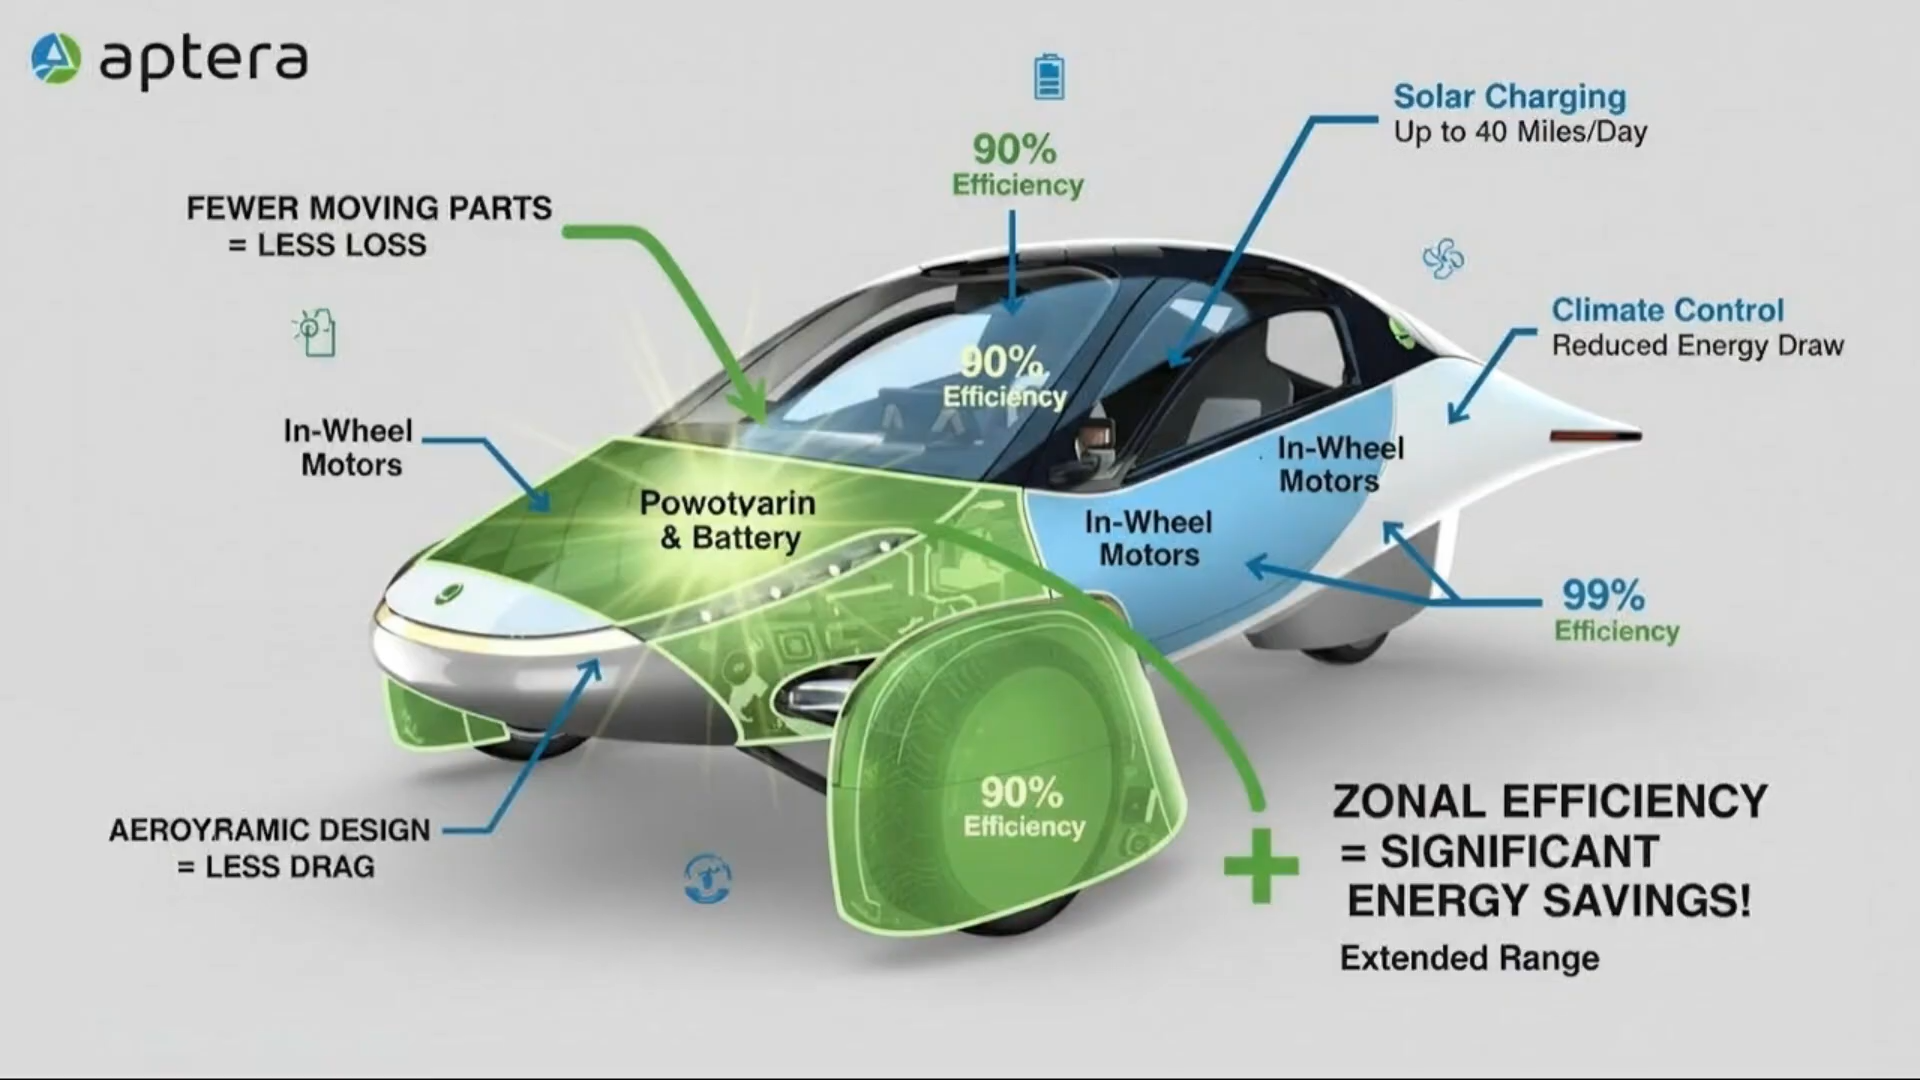 aptera
90%
Efficiency
Solar Charging
Up to 40 Miles/Day
FEWER MOVING PARTS
= LESS LOSS
Climate Control
Reduced Energy Draw
90%
Efficiency
In-Wheel
Motors
In-Wheel
Motors
Powotvarin
& Battery
In-Wheel
Motors
99%
Efficiency
90%
Efficiency
AEROYRAMIC DESIGN
= LESS DRAG
ZONAL EFFICIENCY
= SIGNIFICANT
ENERGY SAVINGS!
Extended Range